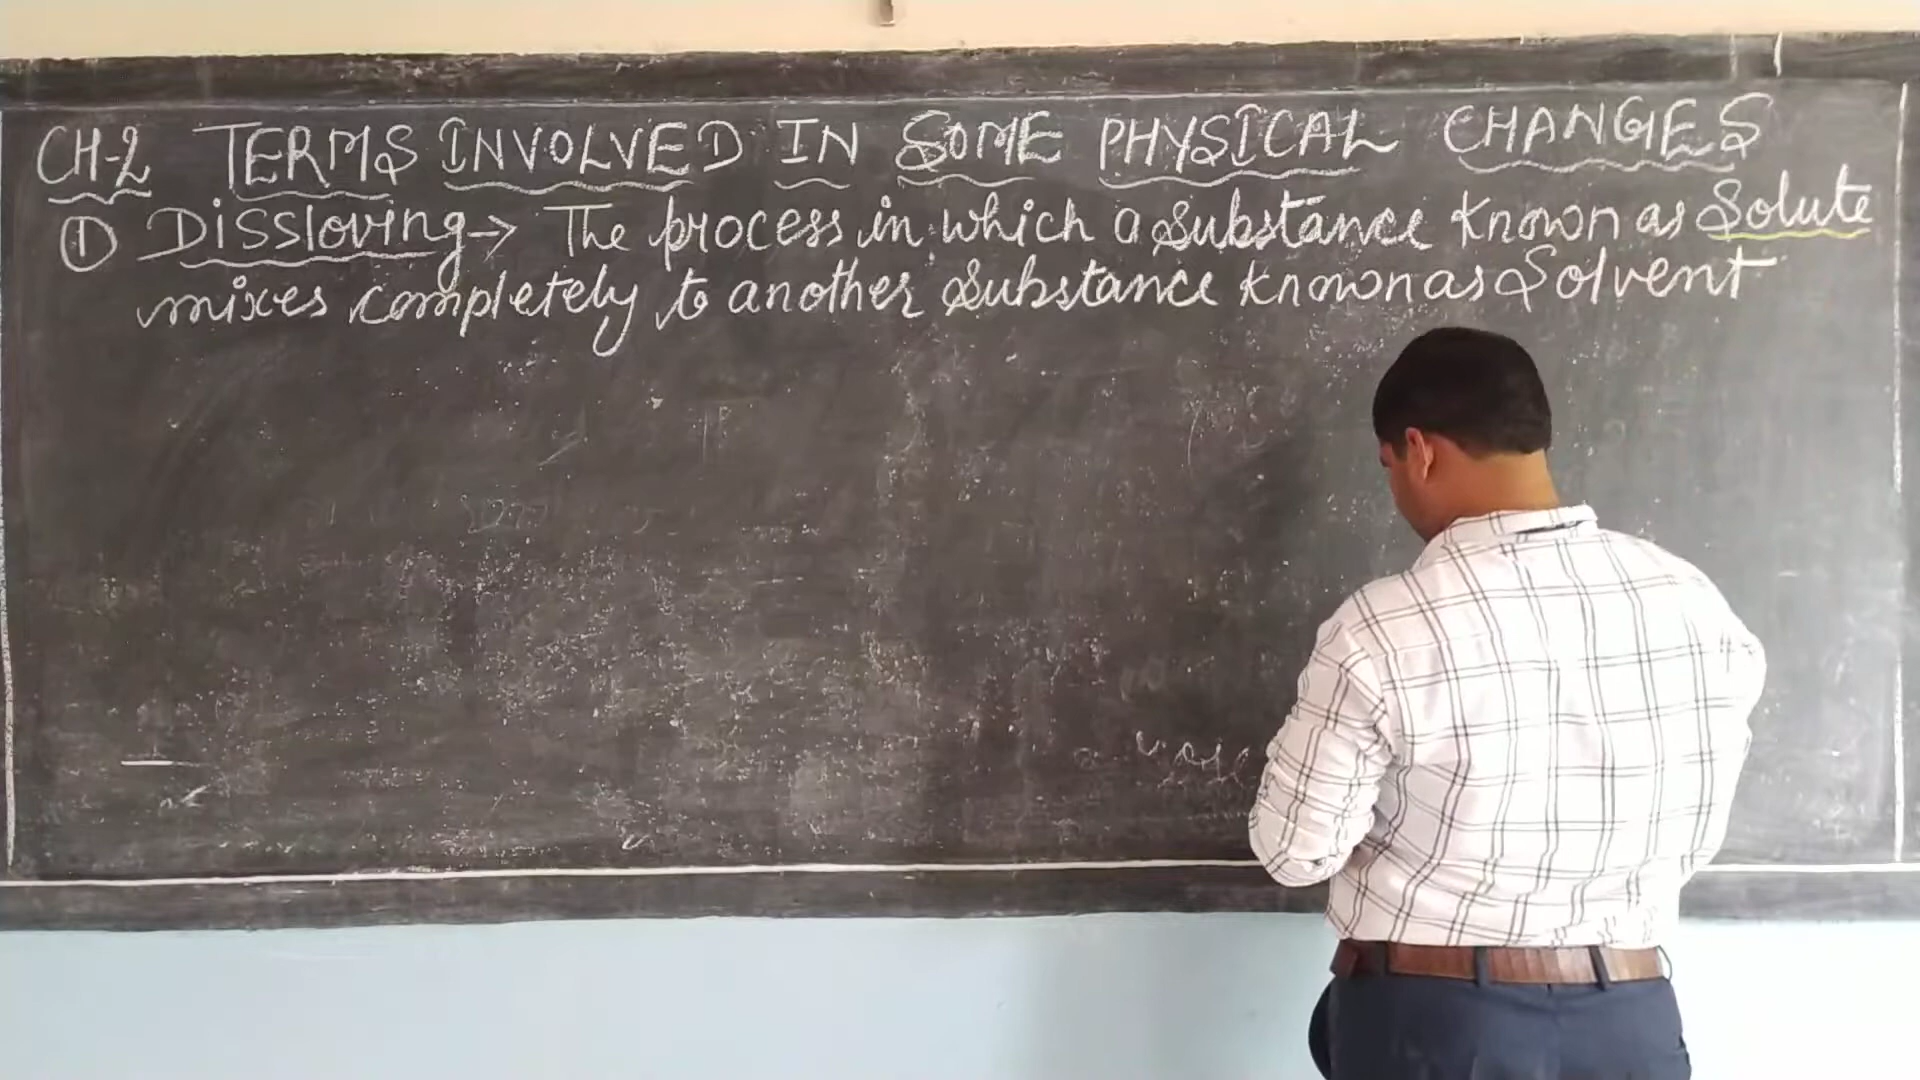 CH-2 TERMS INVOLVED IN SOME PHYSICAL CHANGES
① Dissloving → The process in which a substance known as Solute
mixes completely to another substance known as Solvent